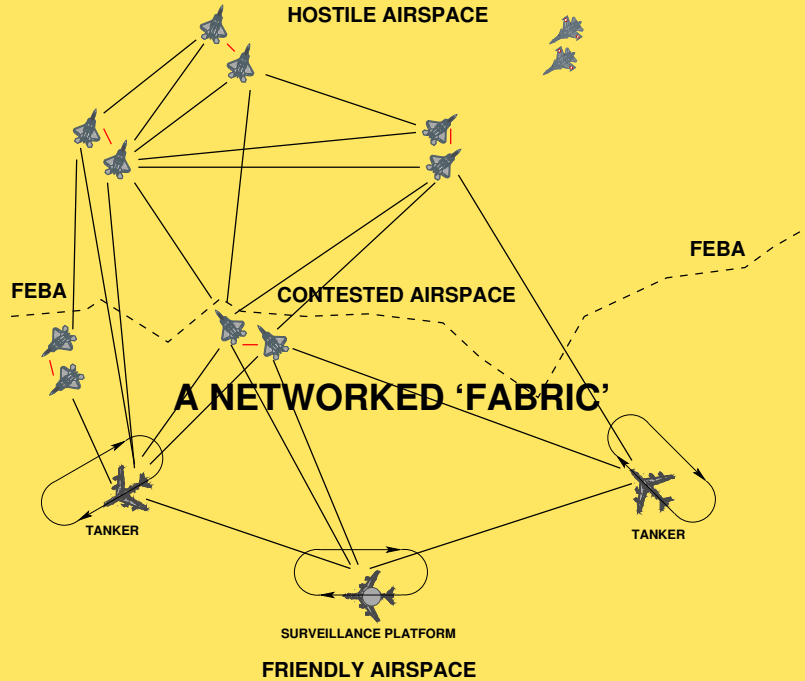 HOSTILE AIRSPACE
FEBA
FEBA
CONTESTED AIRSPACE
A NETWORKED ‘FABRIC’
TANKER
TANKER
SURVEILLANCE PLATFORM
FRIENDLY AIRSPACE